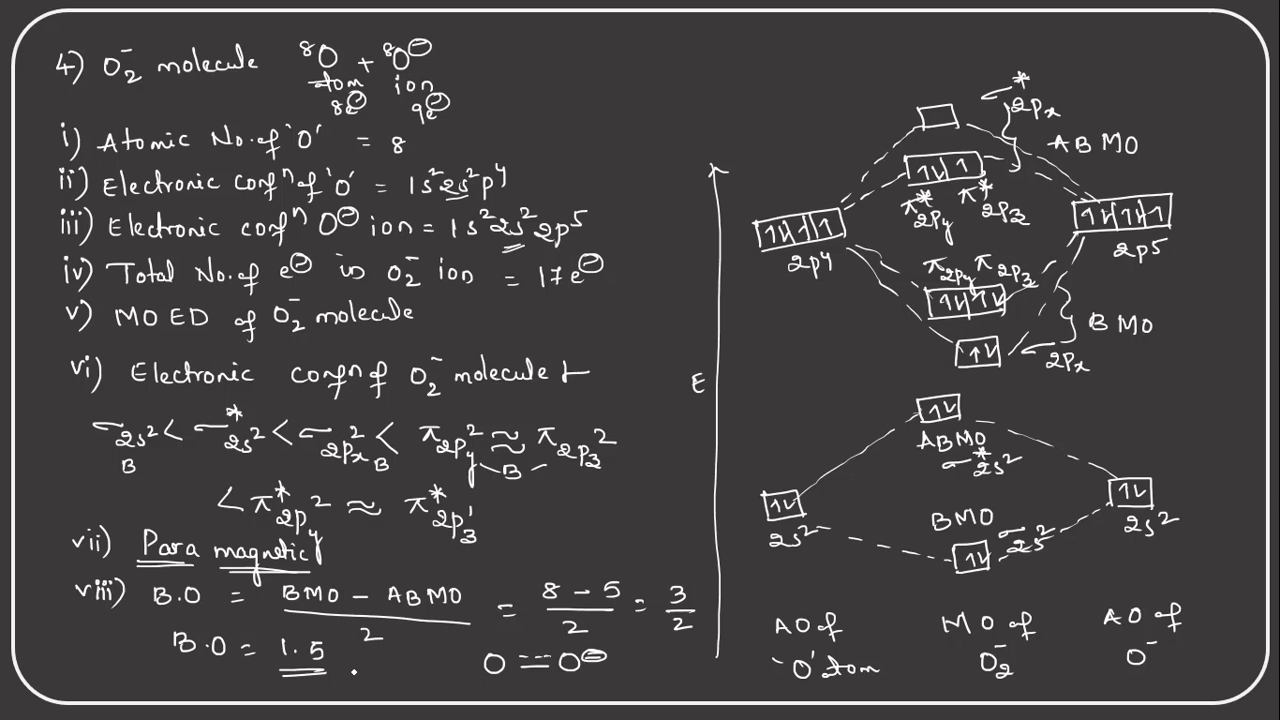 4) O₂⁻ molecule ⁸O + ⁸O⊖
atom ion
8e⊖ 9e⊖
i) Atomic No. of 'O' = 8
ii) Electronic confⁿ of 'O' = 1s²2s²p⁴
iii) Electronic confⁿ O⊖ ion = 1s²2s²2p⁵
iv) Total No. of e⊖ in O₂⁻ ion = 17e⊖
v) MOED of O₂⁻ molecule
vi) Electronic confⁿ of O₂⁻ molecule
σ2s² < σ*2s² < σ2px² < π2py² ≈ π2pz²
B B B
< π*2py² ≈ π*2pz¹
vii) Para magnetic
viii) B.O = BMO - ABMO / 2 = 8 - 5 / 2 = 3 / 2
B.O = 1.5. O=O⊖
σ*2px
ABMO
↑↓ ↑
π*2py π*2pz
↑↓ ↑ ↑
2p4
↑↓ ↑↓ ↑
2p5
π2py π2pz
↑↓ ↑↓
BMO
↑↓
σ2px
E
↑↓
ABMO
σ*2s²
↑↓
2s²
↑↓
2s²
BMO
σ2s²
↑↓
AO of
'O' atom
MO of
O₂⁻
AO of
O⁻